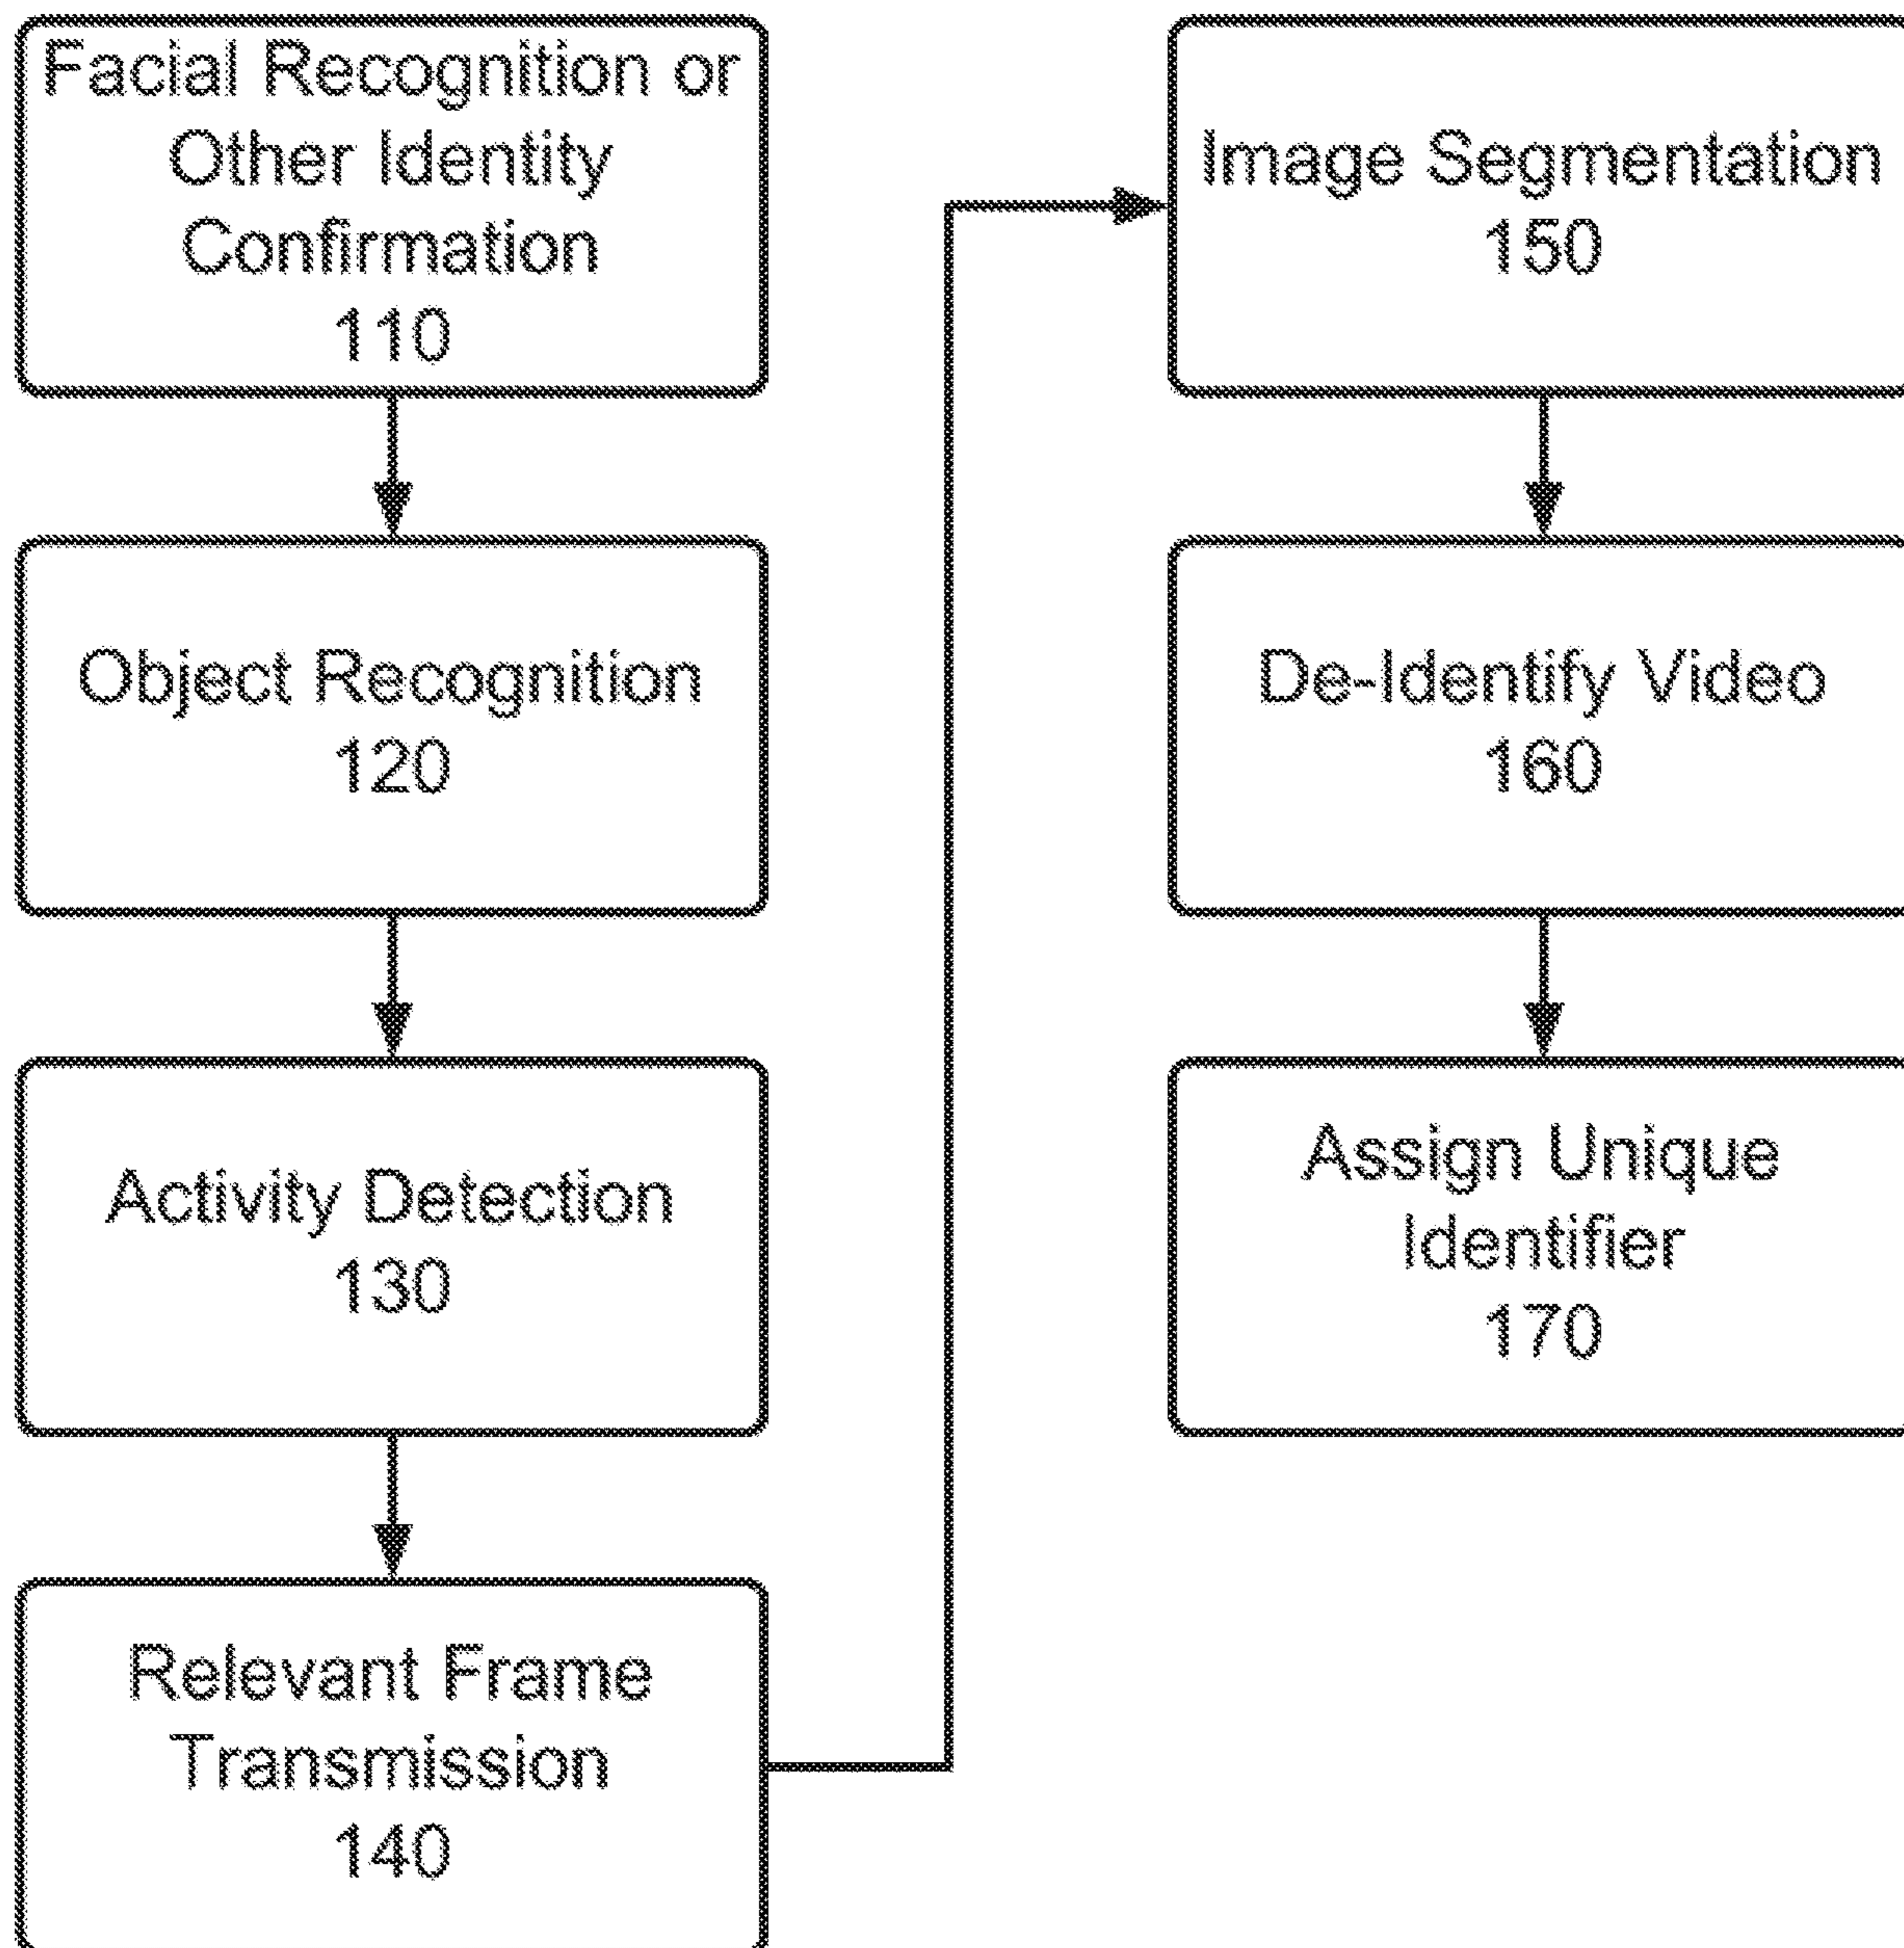 Facial Recognition or
Other Identity
Confirmation
110
Object Recognition
120
Activity Detection
130
Relevant Frame
Transmission
140
Image Segmentation
150
De-Identify Video
160
Assign Unique
Identifier
170